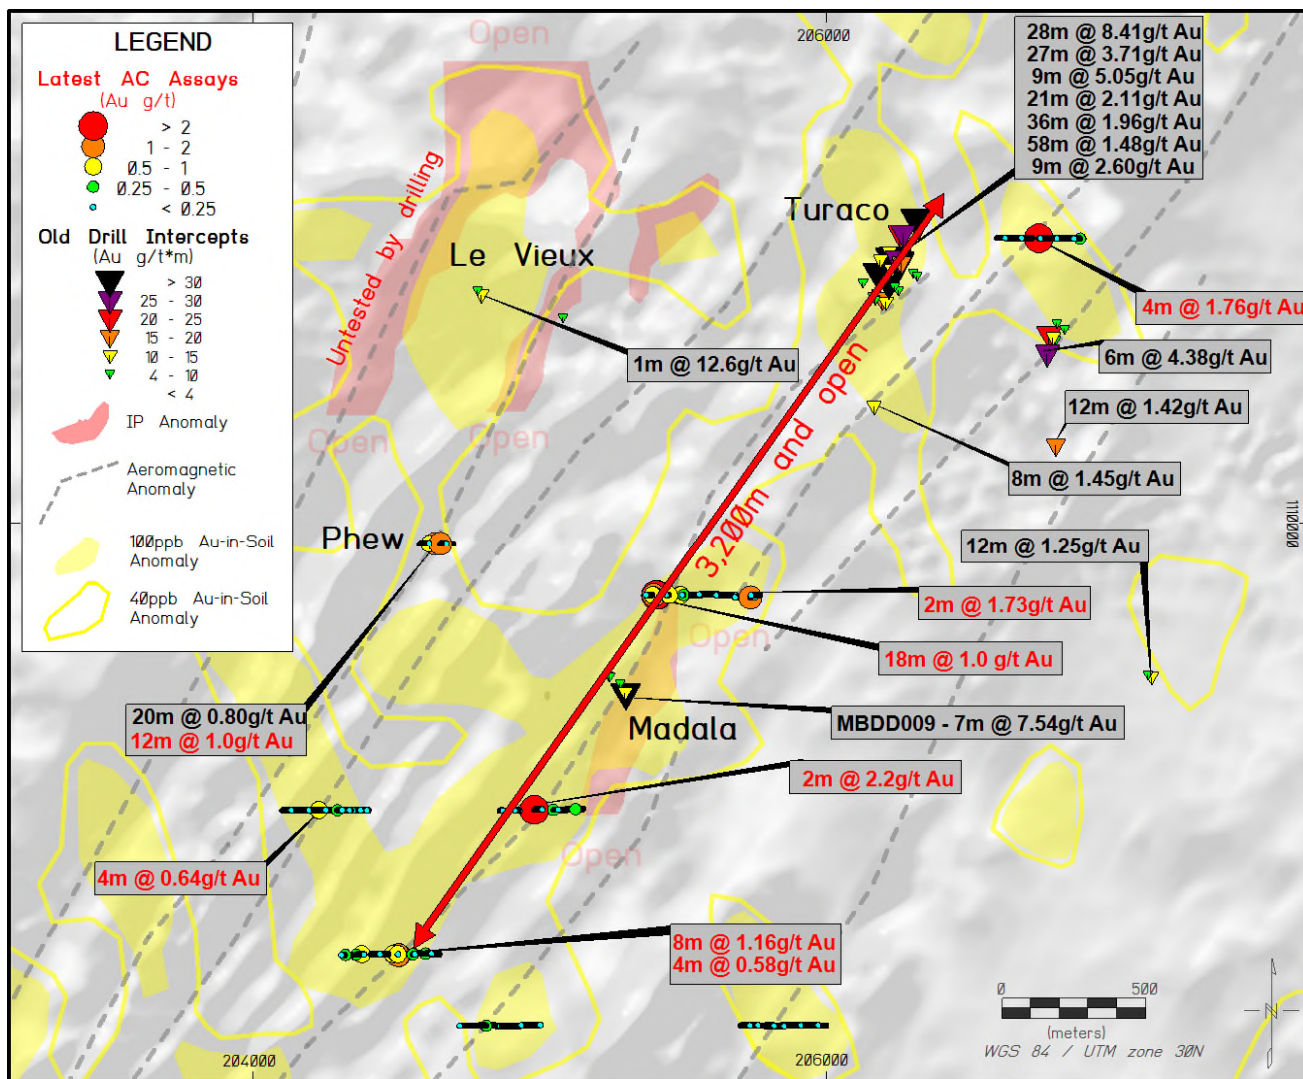 LEGEND
Latest AC Assays
(Au g/t)
> 2
1 - 2
0.5 - 1
0.25 - 0.5
< 0.25
Old Drill Intercepts
(Au g/t*m)
> 30
25 - 30
20 - 25
15 - 20
10 - 15
4 - 10
< 4
IP Anomaly
Aeromagnetic
Anomaly
100ppb Au-in-Soil
Anomaly
40ppb Au-in-Soil
Anomaly
Open
206000
28m @ 8.41g/t Au
27m @ 3.71g/t Au
9m @ 5.05g/t Au
21m @ 2.11g/t Au
36m @ 1.96g/t Au
58m @ 1.48g/t Au
9m @ 2.60g/t Au
Untested by drilling
Turaco
Le Vieux
4m @ 1.76g/t Au
1m @ 12.6g/t Au
6m @ 4.38g/t Au
12m @ 1.42g/t Au
Open
Open
8m @ 1.45g/t Au
3,200m and open
1110000
Phew
12m @ 1.25g/t Au
2m @ 1.73g/t Au
Open
18m @ 1.0 g/t Au
20m @ 0.80g/t Au
12m @ 1.0g/t Au
Madala
MBDD009 - 7m @ 7.54g/t Au
2m @ 2.2g/t Au
Open
4m @ 0.64g/t Au
8m @ 1.16g/t Au
4m @ 0.58g/t Au
0 500
(meters)
N
WGS 84 / UTM zone 30N
204000
206000